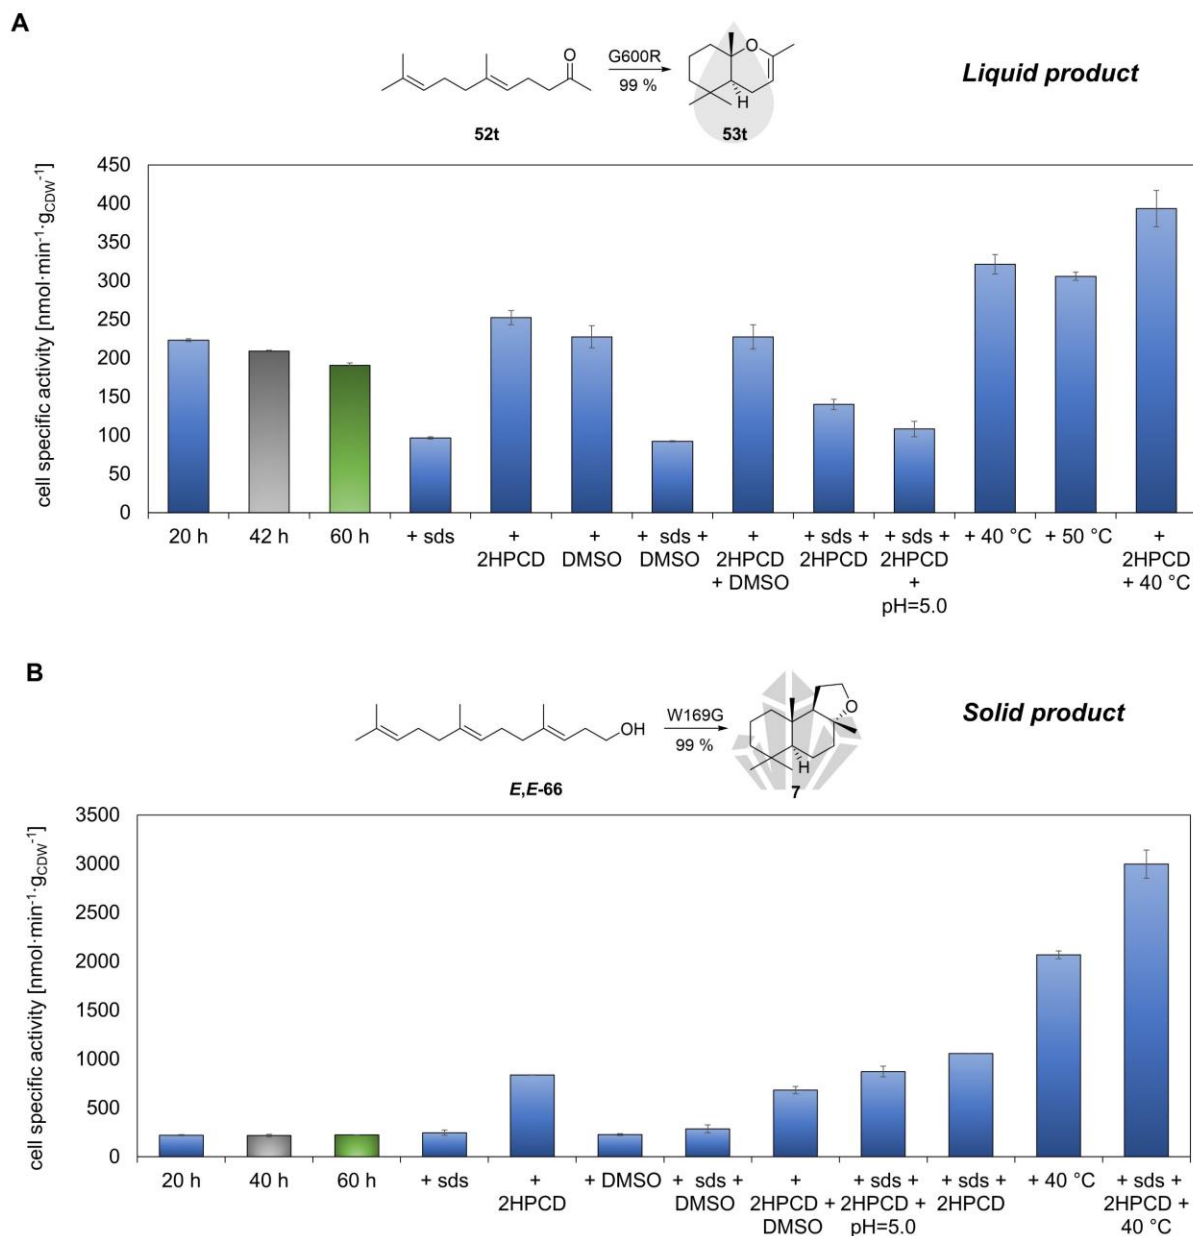 A
G600R
99 %
O
H
O
52t
53t
Liquid product
cell specific activity [nmol·min⁻¹·gCDW⁻¹]
450
400
350
300
250
200
150
100
50
0
20 h
42 h
60 h
+ sds
+
2HPCD
+
DMSO
+ sds +
DMSO
+
2HPCD
+ DMSO
+ sds +
2HPCD
+ sds +
2HPCD
+
pH=5.0
+ 40 °C
+ 50 °C
+
2HPCD
+ 40 °C
B
OH
W169G
99 %
O
H
E,E-66
7
Solid product
cell specific activity [nmol·min⁻¹·gCDW⁻¹]
3500
3000
2500
2000
1500
1000
500
0
20 h
40 h
60 h
+ sds
+
2HPCD
+ DMSO
+ sds +
DMSO
+
2HPCD +
DMSO
+ sds +
2HPCD +
pH=5.0
+ sds +
2HPCD
+ 40 °C
+ sds +
2HPCD +
40 °C